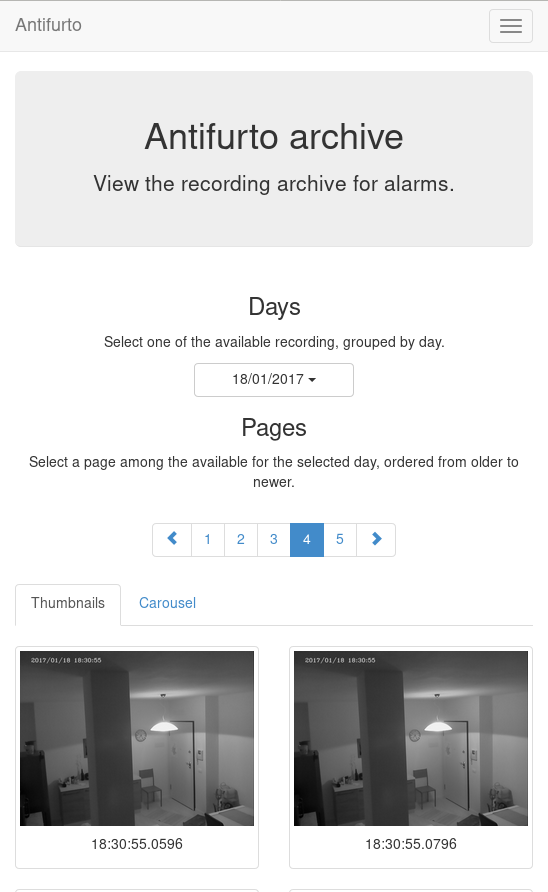 Antifurto
Antifurto archive
View the recording archive for alarms.
Days
Select one of the available recording, grouped by day.
18/01/2017
Pages
Select a page among the available for the selected day, ordered from older to
newer.
1 2 3 4 5
Thumbnails Carousel
2017/01/18 18:30:55
2017/01/18 18:30:55
18:30:55.0596
18:30:55.0796